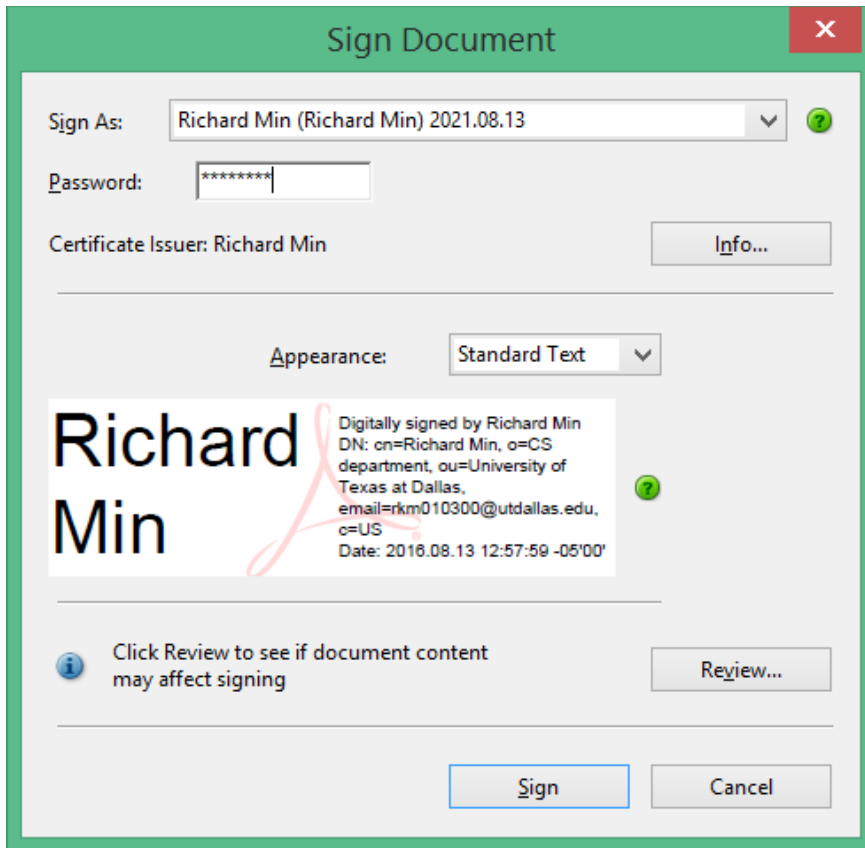 Sign Document
Sign As: Richard Min (Richard Min) 2021.08.13
Password: ********
Certificate Issuer: Richard Min Info...
Appearance: Standard Text
Richard
Min
Digitally signed by Richard Min
DN: cn=Richard Min, o=CS
department, ou=University of
Texas at Dallas,
email=rkm010300@utdallas.edu,
c=US
Date: 2016.08.13 12:57:59 -05'00'
Click Review to see if document content
may affect signing
Review...
Sign Cancel